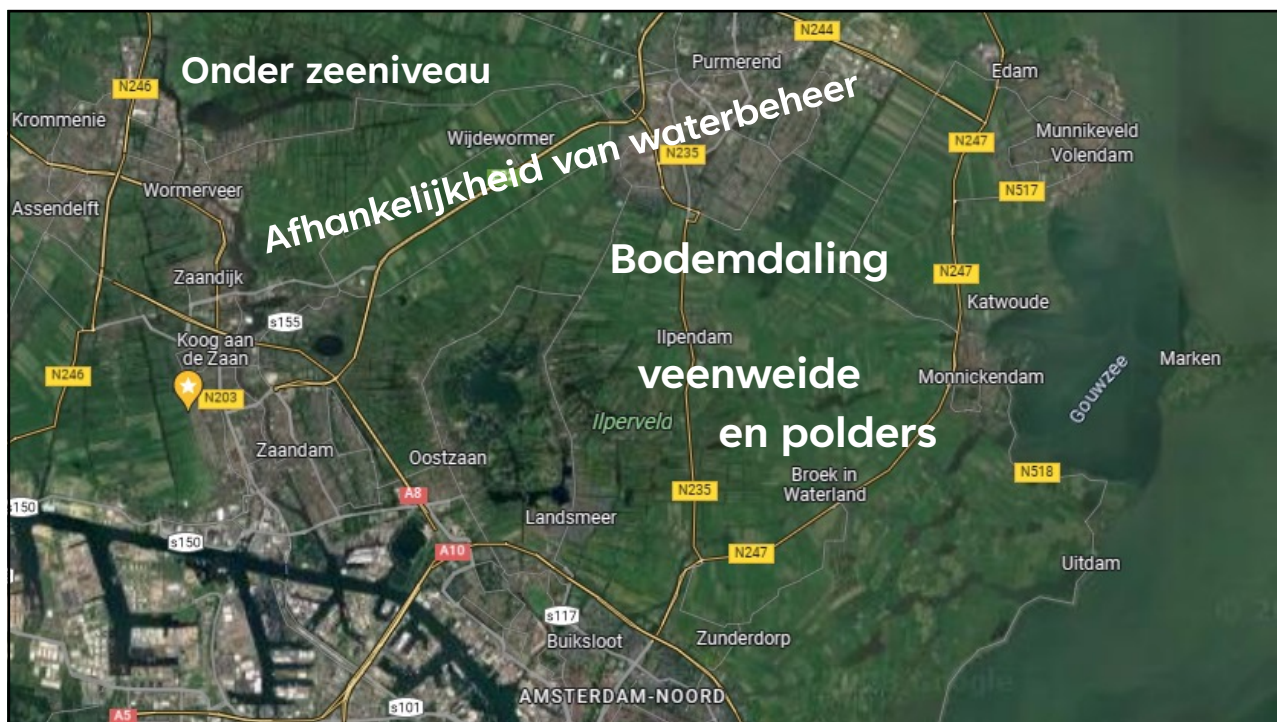 N244
Onder zeeniveau
Purmerend
Edam
N246
Krommenie
Afhankelijkheid van waterbeheer
Wijdewormer
Munnikeveld
Volendam
N247
N235
Wormerveer
N517
Assendelft
Bodemdaling
Zaandijk
N247
Katwoude
s155
Koog aan
de Zaan
Ilpendam
Marken
N246
veenweide
Monnickendam
Gouwzee
N203
Ilperveld
en polders
Zaandam
Oostzaan
Broek in
Waterland
N518
N235
A8
s150
Landsmeer
s150
A10
N247
Uitdam
s117
Buiksloot
Zunderdorp
AMSTERDAM-NOORD
s101
A5